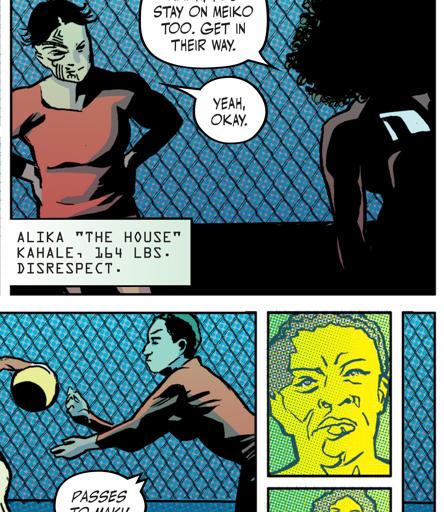 STAY ON MEIKO
TOO. GET IN
THEIR WAY.
YEAH,
OKAY.
ALIKA "THE HOUSE"
KAHALE, 164 LBS.
DISRESPECT.
PASSES